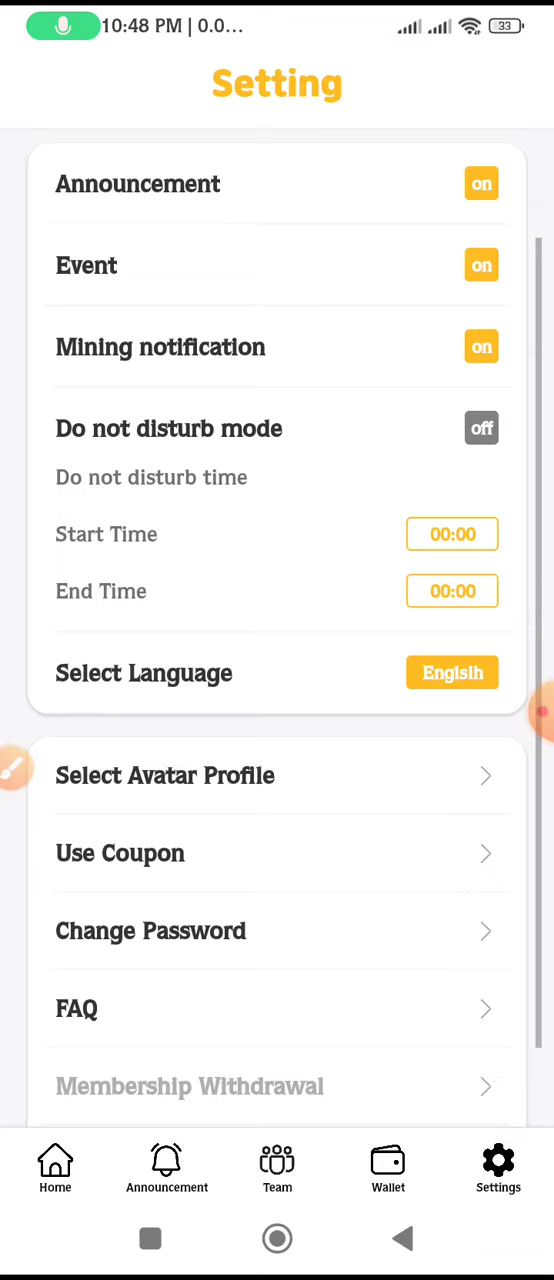 10:48 PM | 0.0...
33
Setting
Announcement on
Event on
Mining notification on
Do not disturb mode off
Do not disturb time
Start Time 00:00
End Time 00:00
Select Language Engislh
Select Avatar Profile
Use Coupon
Change Password
FAQ
Membership Withdrawal
Home Announcement Team Wallet Settings